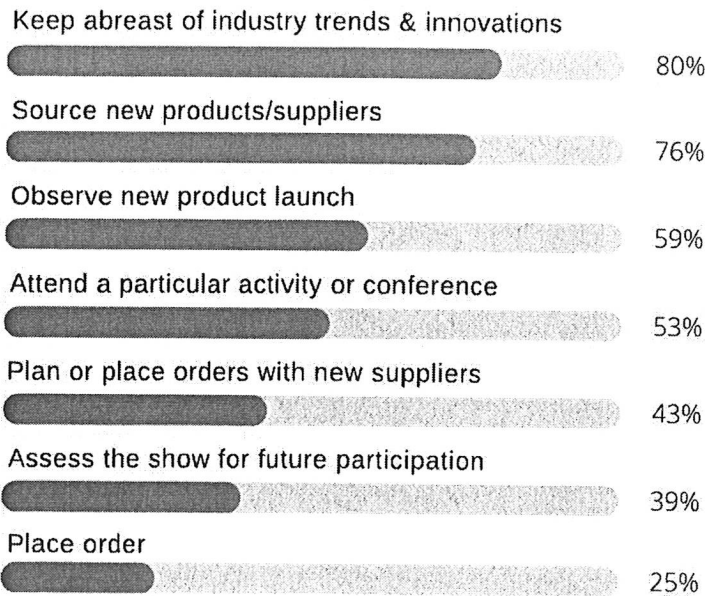 Keep abreast of industry trends & innovations
80%
Source new products/suppliers
76%
Observe new product launch
59%
Attend a particular activity or conference
53%
Plan or place orders with new suppliers
43%
Assess the show for future participation
39%
Place order
25%